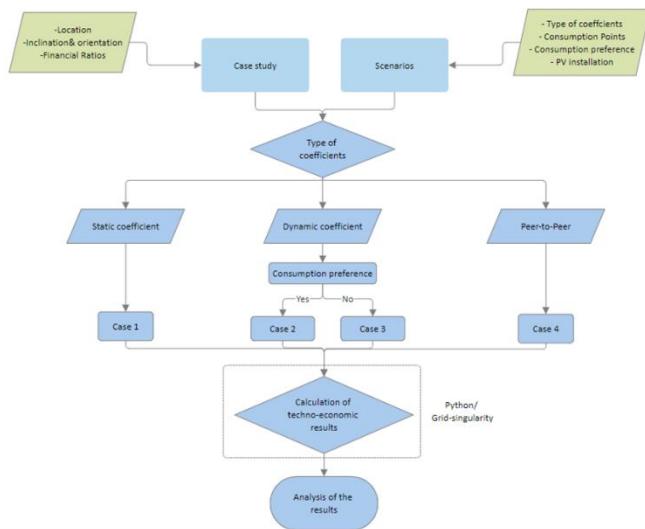 -Location
-Inclination& orientation
-Financial Ratios
Case study
Scenarios
- Type of coeffcients
- Consumption Points
- Consumption preference
- PV installation
Type of
coefficients
Static coefficient
Dynamic coefficient
Peer-to-Peer
Consumption preference
Yes
No
Case 1
Case 2
Case 3
Case 4
Calculation of
techno-economic
results
Python/
Grid-singularity
Analysis of the
results